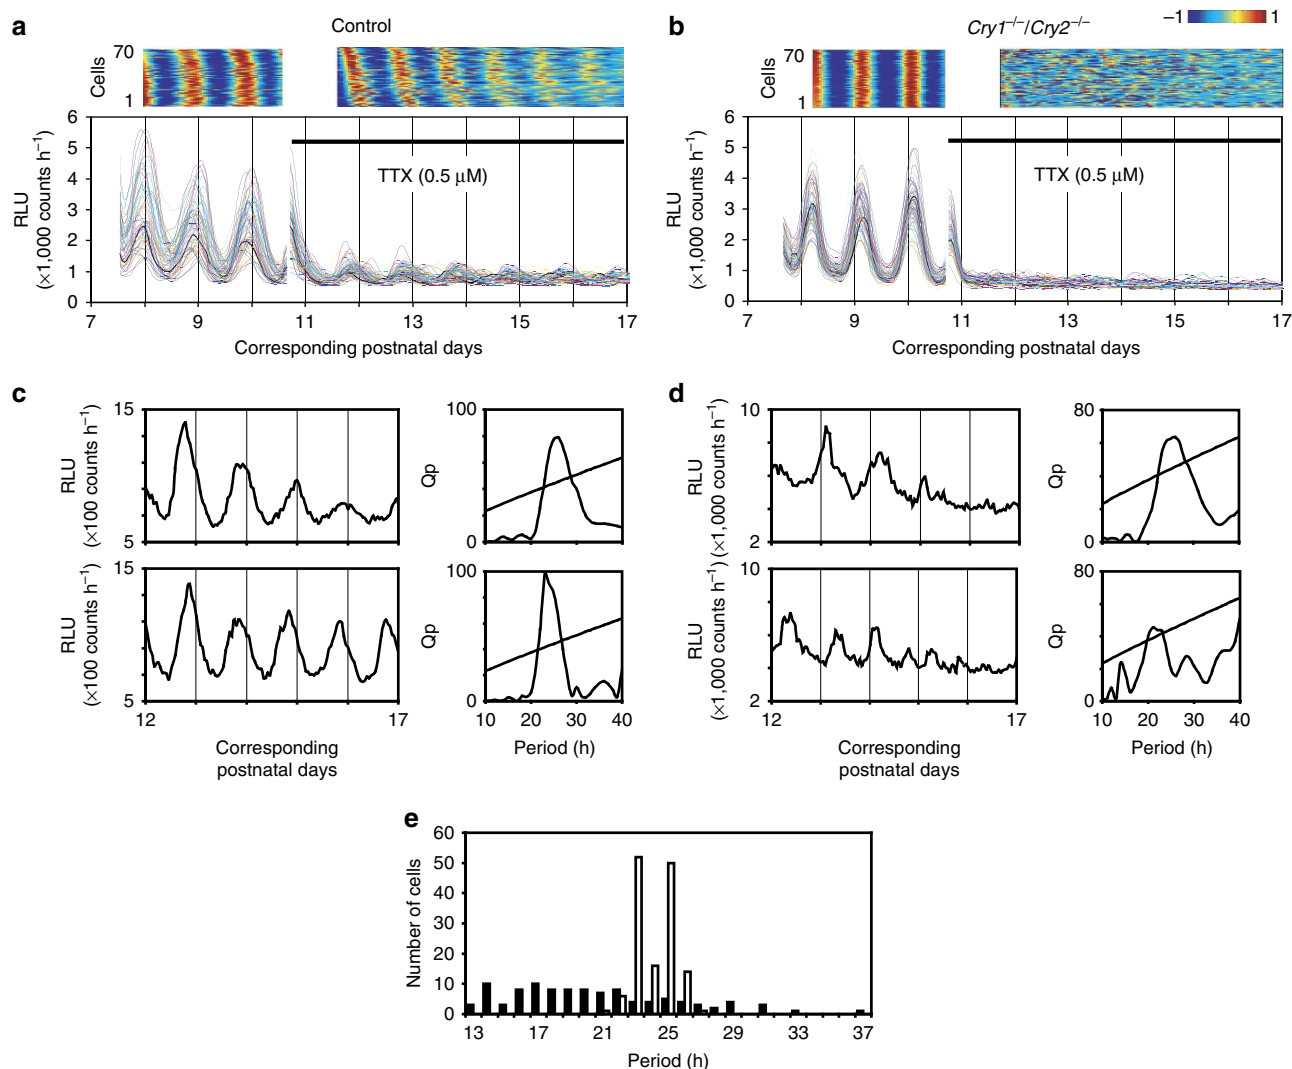 a
Control
70
Cells
1
6
5
4
3
2
1
0
RLU
(×1,000 counts h⁻¹)
TTX (0.5 μM)
7 9 11 13 15 17
Corresponding postnatal days
b
Cry1⁻/⁻/Cry2⁻/⁻
−1 1
70
Cells
1
6
5
4
3
2
1
0
RLU
(×1,000 counts h⁻¹)
TTX (0.5 μM)
7 9 11 13 15 17
Corresponding postnatal days
c
15
5
RLU
(×100 counts h⁻¹)
100
0
Qp
15
5
RLU
(×100 counts h⁻¹)
12 17
Corresponding
postnatal days
100
0
Qp
10 20 30 40
Period (h)
d
10
2
RLU
(×1,000 counts h⁻¹)
80
0
Qp
10
2
RLU
(×1,000 counts h⁻¹)
12 17
Corresponding
postnatal days
80
0
Qp
10 20 30 40
Period (h)
e
60
50
40
30
20
10
0
Number of cells
13 17 21 25 29 33 37
Period (h)